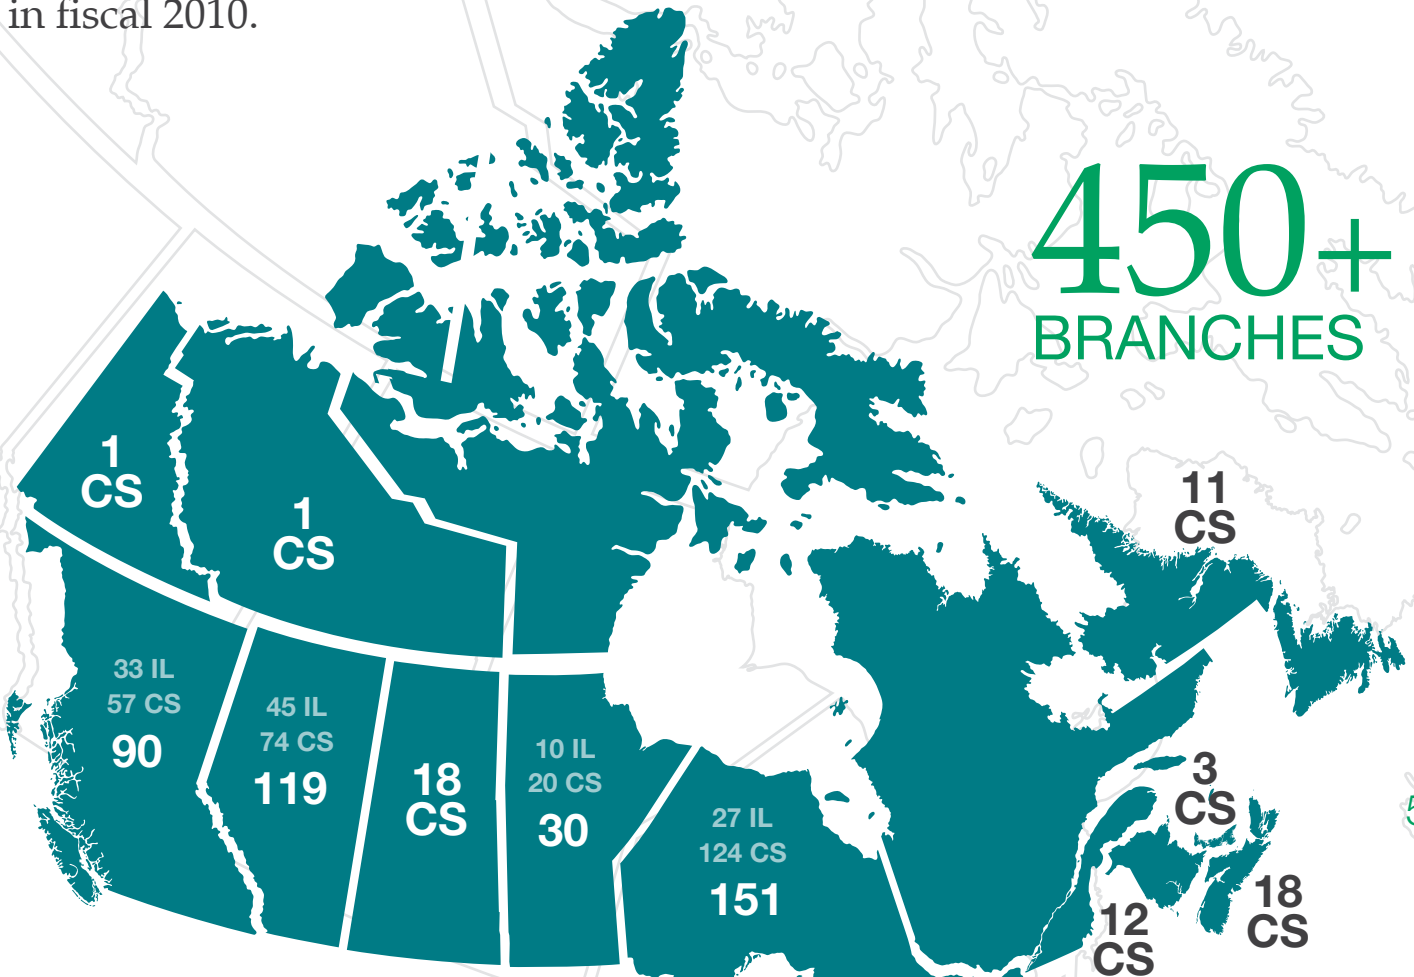 in fiscal 2010.
450+
BRANCHES
1
CS
1
CS
11
CS
33 IL
57 CS
90
45 IL
74 CS
119
18
CS
10 IL
20 CS
30
27 IL
124 CS
151
3
CS
18
CS
12
CS